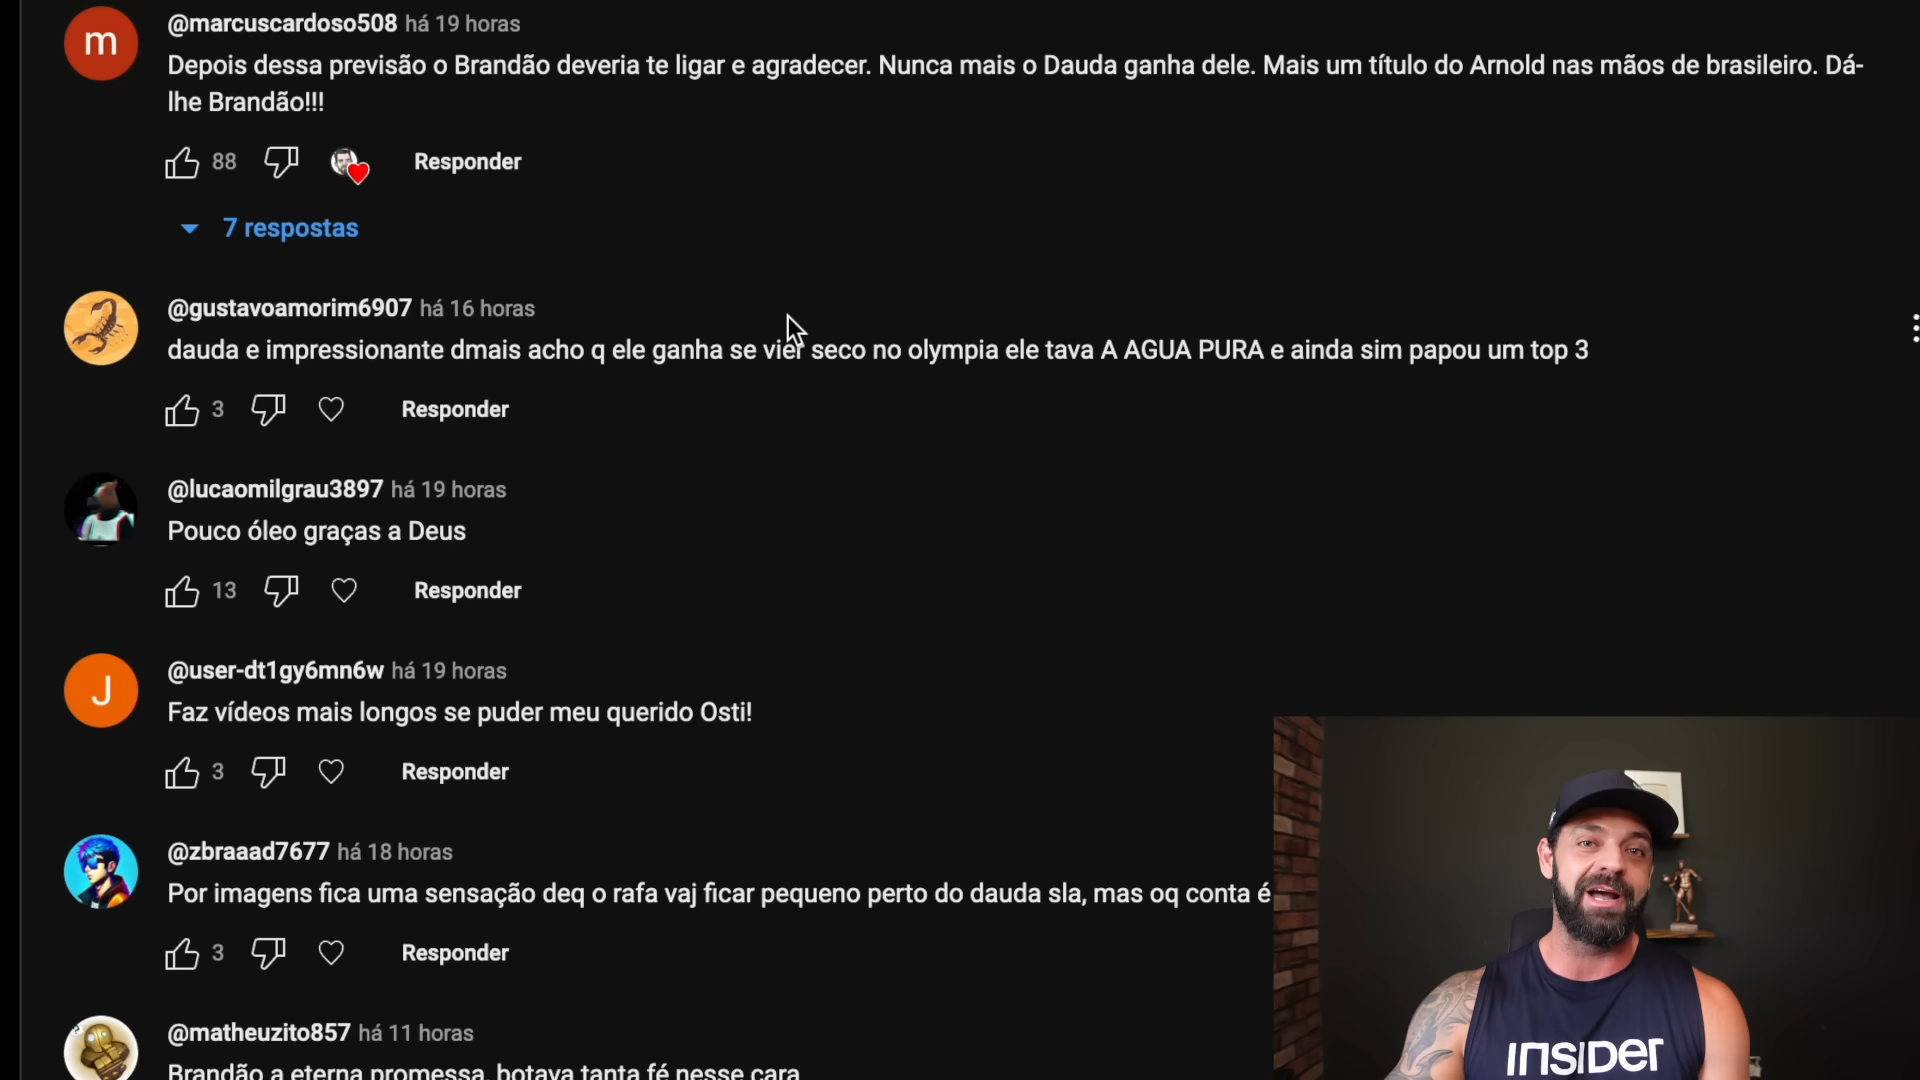 m
@marcuscardoso508 há 19 horas
Depois dessa previsão o Brandão deveria te ligar e agradecer. Nunca mais o Dauda ganha dele. Mais um título do Arnold nas mãos de brasileiro. Dá-
lhe Brandão!!!
88 Responder
7 respostas
@gustavoamorim6907 há 16 horas
dauda e impressionante dmais acho q ele ganha se vier seco no olympia ele tava A AGUA PURA e ainda sim papou um top 3
3 Responder
@lucaomilgrau3897 há 19 horas
Pouco óleo graças a Deus
13 Responder
J
@user-dt1gy6mn6w há 19 horas
Faz vídeos mais longos se puder meu querido Osti!
3 Responder
@zbraaad7677 há 18 horas
Por imagens fica uma sensação deq o rafa vaj ficar pequeno perto do dauda sla, mas oq conta é
3 Responder
@matheuzito857 há 11 horas
Brandão a eterna promessa, botava tanta fé nesse cara
INSIDER